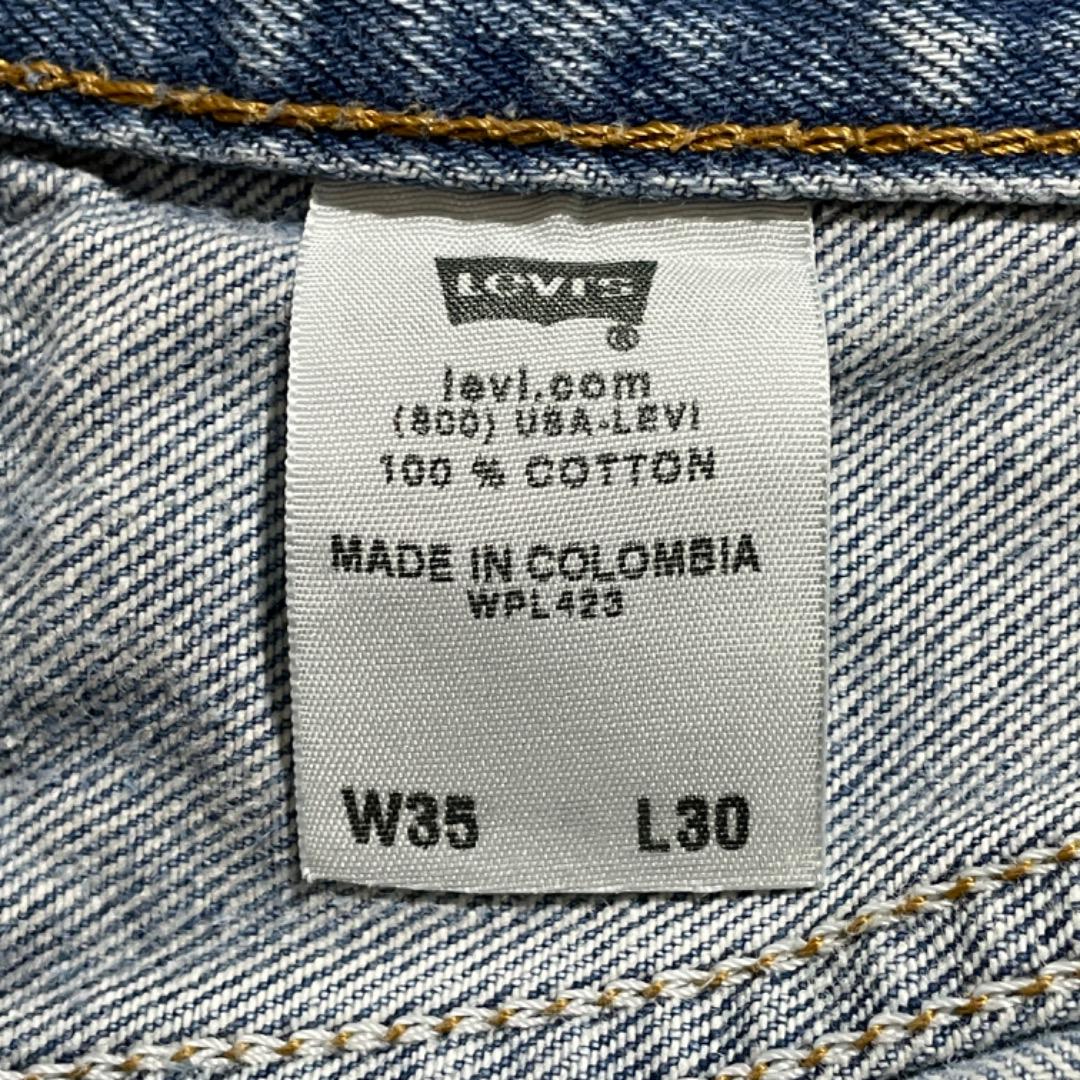 Levi's
®
levi.com
(800) USA-LEVI
100 % COTTON
MADE IN COLOMBIA
WPL423
W35 L30